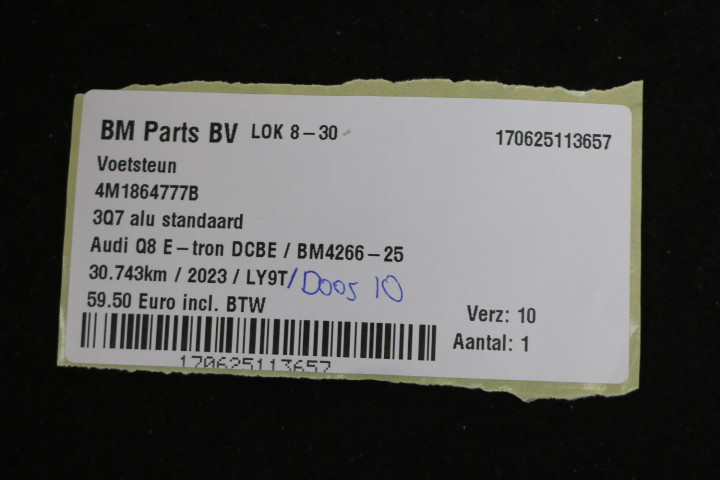 BM Parts BV LOK 8-30 170625113657
Voetsteun
4M1864777B
3Q7 alu standaard
Audi Q8 E-tron DCBE / BM4266-25
30.743km / 2023 / LY9T / Doos 10
59.50 Euro incl. BTW
Verz: 10
Aantal: 1
170625113657